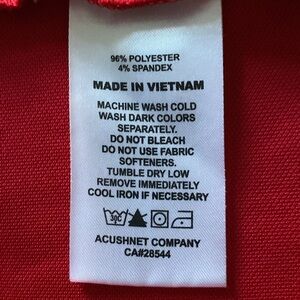 96% POLYESTER
4% SPANDEX
MADE IN VIETNAM
MACHINE WASH COLD
WASH DARK COLORS
SEPARATELY.
DO NOT BLEACH
DO NOT USE FABRIC
SOFTENERS.
TUMBLE DRY LOW
REMOVE IMMEDIATELY
COOL IRON IF NECESSARY
ACUSHNET COMPANY
CA#28544